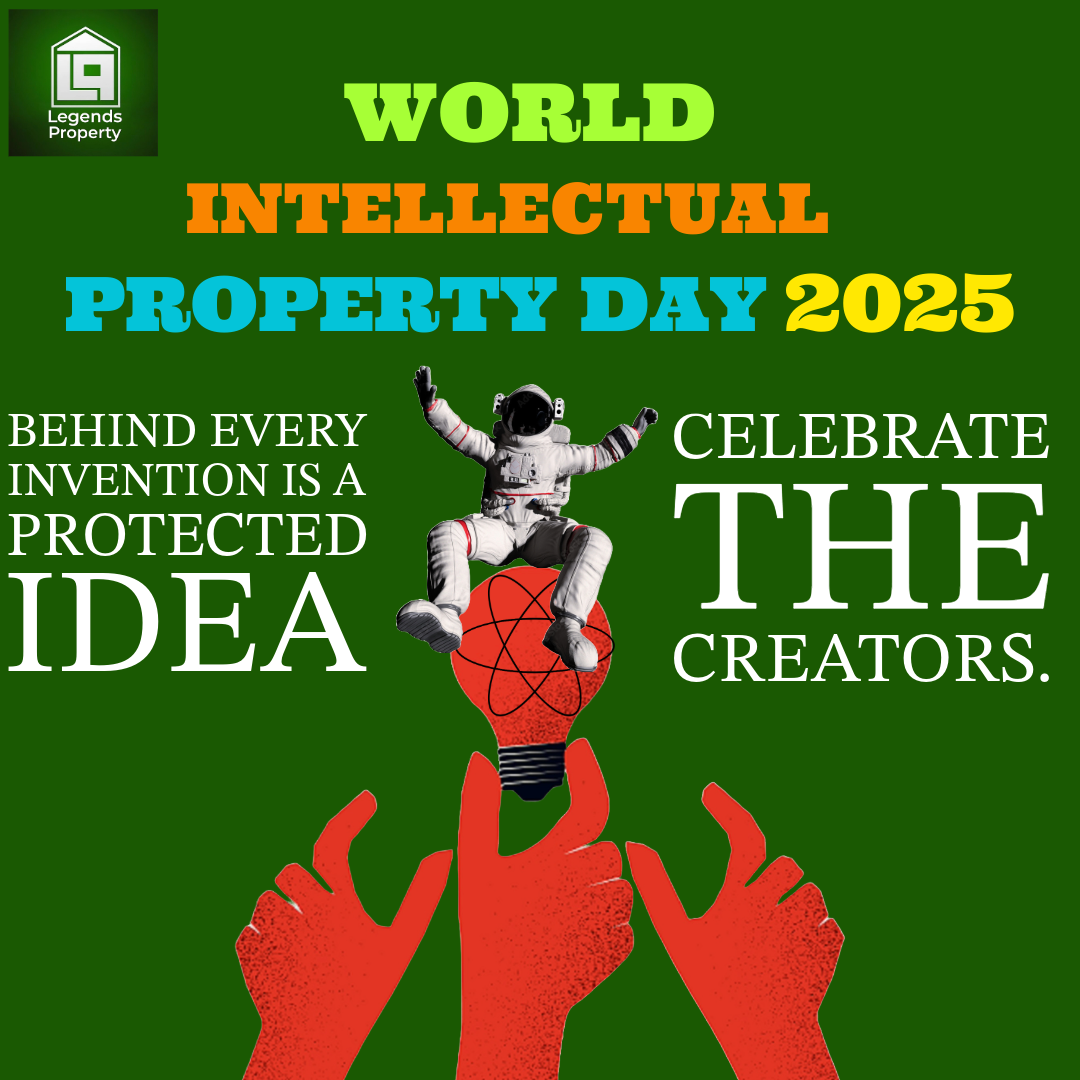 Legends
Property
WORLD
INTELLECTUAL
PROPERTY DAY 2025
BEHIND EVERY
INVENTION IS A
PROTECTED
IDEA
CELEBRATE
THE
CREATORS.